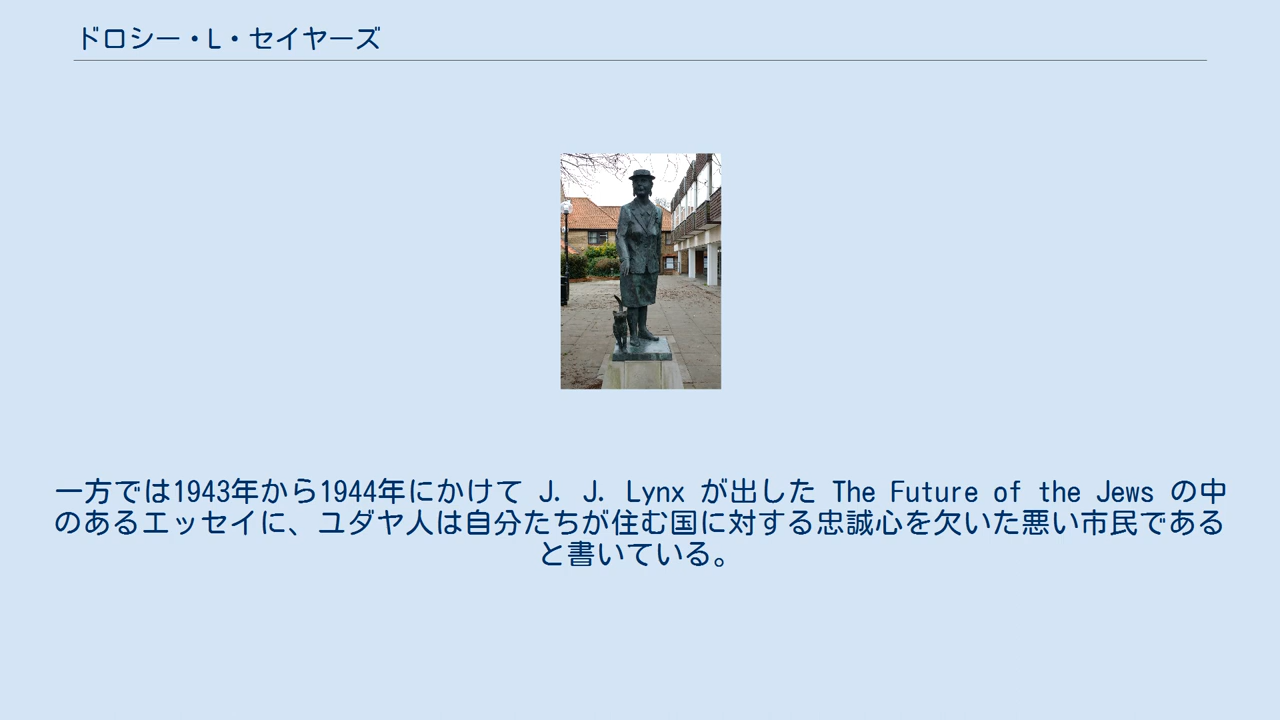 ドロシー・L・セイヤーズ
一方では1943年から1944年にかけて J. J. Lynx が出した The Future of the Jews の中
のあるエッセイに、ユダヤ人は自分たちが住む国に対する忠誠心を欠いた悪い市民である
と書いている。